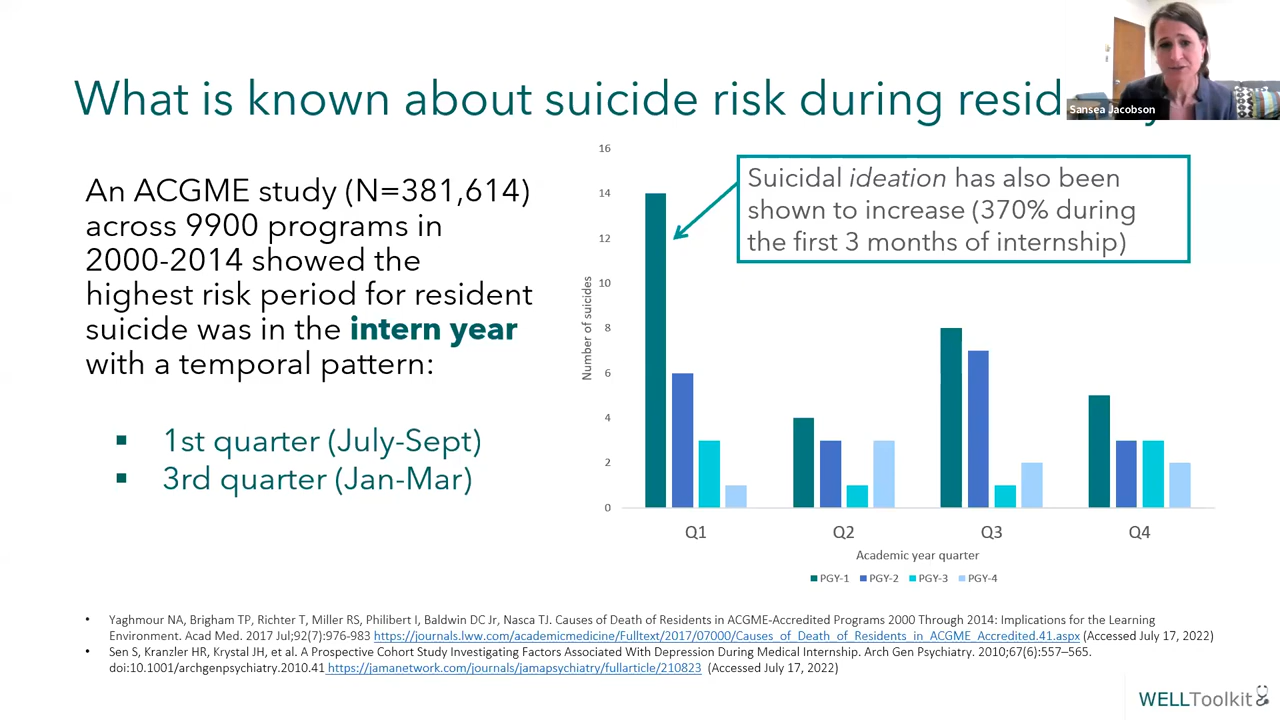 What is known about suicide risk during resid
Sansea Jacobson
An ACGME study (N=381,614)
across 9900 programs in
2000-2014 showed the
highest risk period for resident
suicide was in the intern year
with a temporal pattern:
▪ 1st quarter (July-Sept)
▪ 3rd quarter (Jan-Mar)
Suicidal ideation has also been
shown to increase (370% during
the first 3 months of internship)
Number of suicides
16
14
12
10
8
6
4
2
0
Q1 Q2 Q3 Q4
Academic year quarter
PGY-1 PGY-2 PGY-3 PGY-4
• Yaghmour NA, Brigham TP, Richter T, Miller RS, Philibert I, Baldwin DC Jr, Nasca TJ. Causes of Death of Residents in ACGME-Accredited Programs 2000 Through 2014: Implications for the Learning
Environment. Acad Med. 2017 Jul;92(7):976-983 https://journals.lww.com/academicmedicine/Fulltext/2017/07000/Causes_of_Death_of_Residents_in_ACGME_Accredited.41.aspx (Accessed July 17, 2022)
• Sen S, Kranzler HR, Krystal JH, et al. A Prospective Cohort Study Investigating Factors Associated With Depression During Medical Internship. Arch Gen Psychiatry. 2010;67(6):557–565.
doi:10.1001/archgenpsychiatry.2010.41 https://jamanetwork.com/journals/jamapsychiatry/fullarticle/210823 (Accessed July 17, 2022)
WELLToolkit